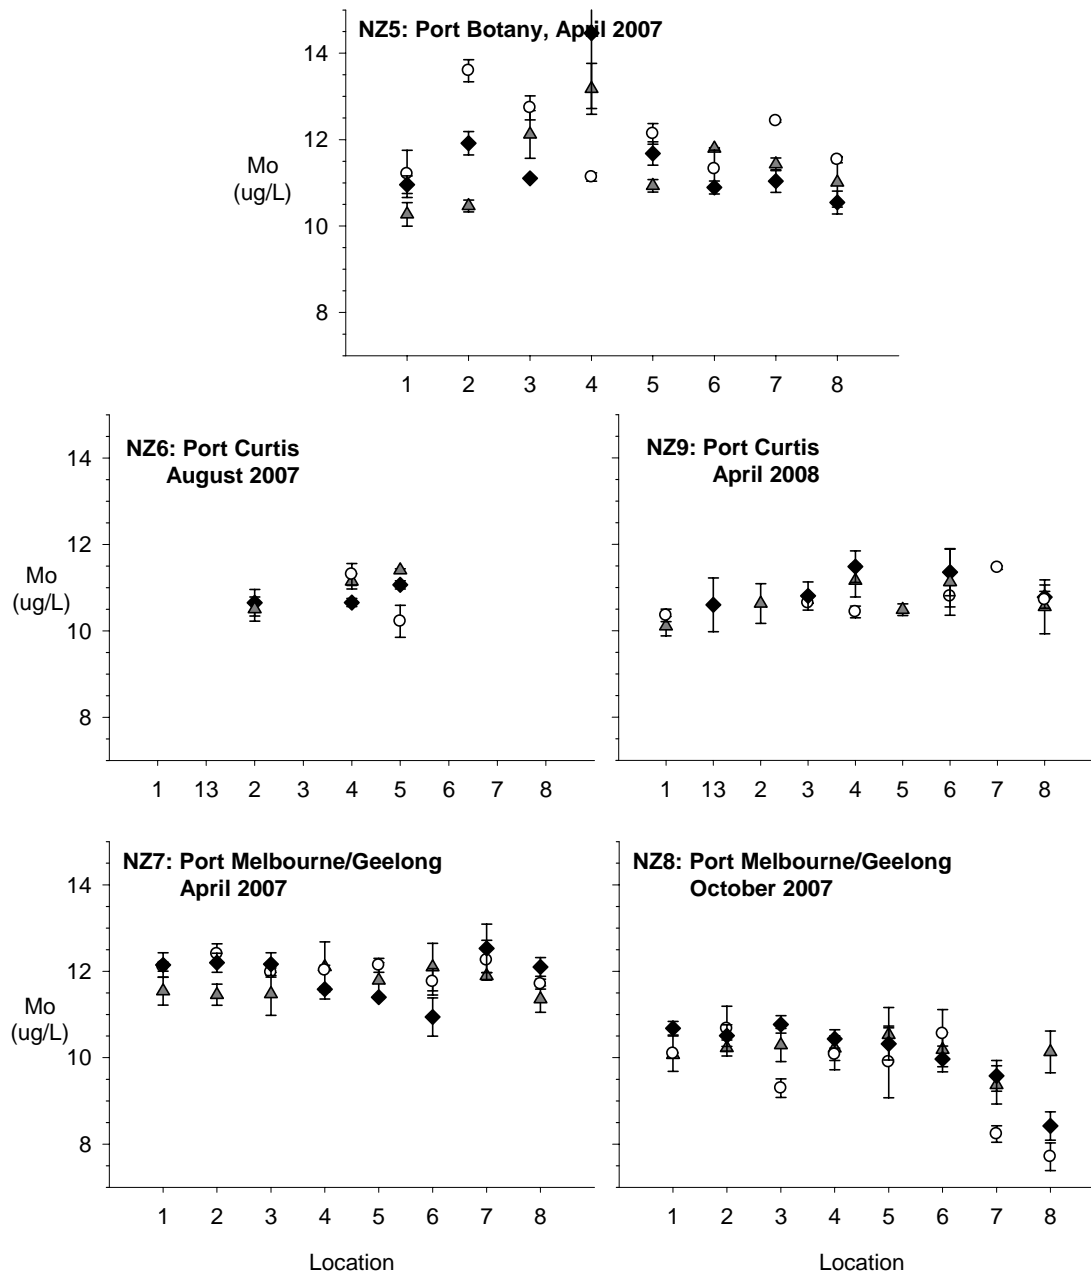 NZ5: Port Botany, April 2007
14
12
Mo
(ug/L)
10
8
1 2 3 4 5 6 7 8
NZ6: Port Curtis
August 2007
14
12
Mo
(ug/L)
10
8
1 13 2 3 4 5 6 7 8
NZ9: Port Curtis
April 2008
1 13 2 3 4 5 6 7 8
NZ7: Port Melbourne/Geelong
April 2007
14
12
Mo
(ug/L)
10
8
1 2 3 4 5 6 7 8
Location
NZ8: Port Melbourne/Geelong
October 2007
1 2 3 4 5 6 7 8
Location